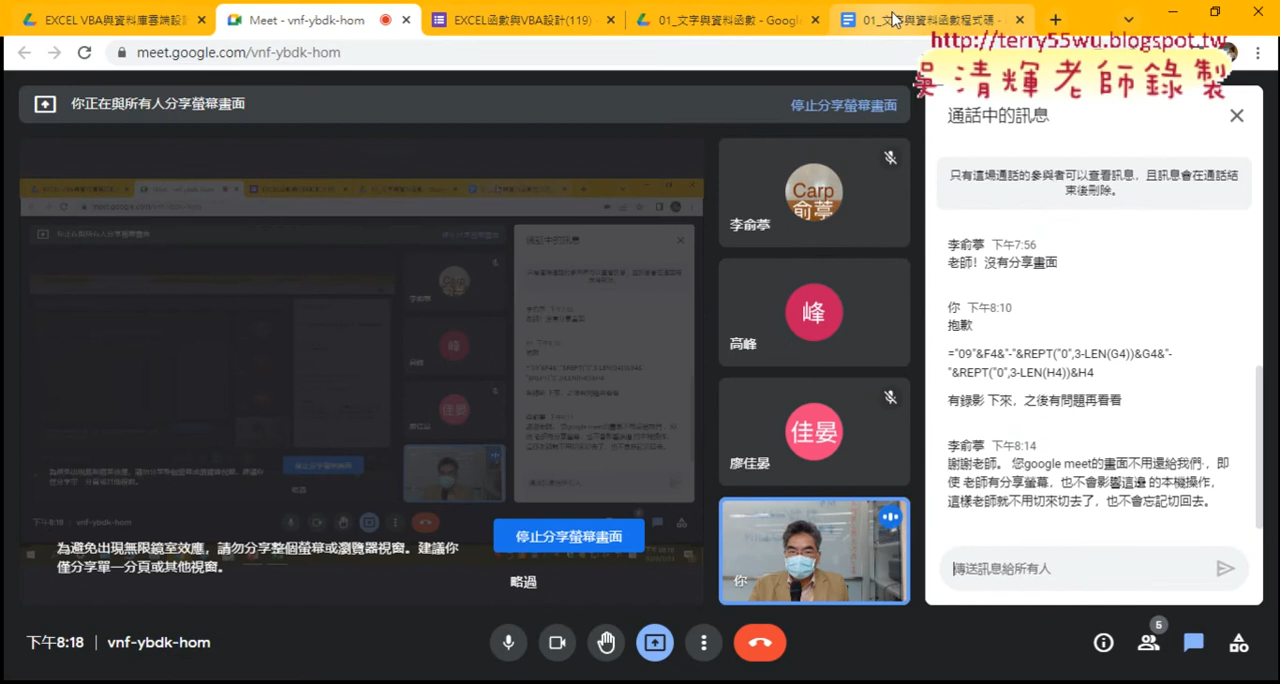 EXCEL VBA與資料庫雲端設
Meet - vnf-ybdk-hom
EXCEL函數與VBA設計(119)
01_文字與資料函數 - Googl
01_文字與資料函數程式碼 -
meet.google.com/vnf-ybdk-hom
http://terry55wu.blogspot.tw
吳清輝老師錄製
你正在與所有人分享螢幕畫面
停止分享螢幕畫面
通話中的訊息
只有這場通話的參與者可以查看訊息，且訊息會在通話結
束後刪除。
李俞葶 下午7:56
老師！沒有分享畫面
你 下午8:10
抱歉
="09"&F4&"-"&REPT("0",3-LEN(G4))&G4&"-
"&REPT("0",3-LEN(H4))&H4
有錄影 下來，之後有問題再看看
李俞葶 下午8:14
謝謝老師。 您google meet的畫面不用還給我們 ，即
使 老師有分享螢幕，也不會影響這邊 的本機操作，
這樣老師就不用切來切去了，也不會忘記切回去。
傳送訊息給所有人
Carp
俞葶
李俞葶
峰
高峰
佳晏
廖佳晏
你
為避免出現無限鏡室效應，請勿分享整個螢幕或瀏覽器視窗。建議你
僅分享單一分頁或其他視窗。
停止分享螢幕畫面
略過
下午8:18 | vnf-ybdk-hom
6